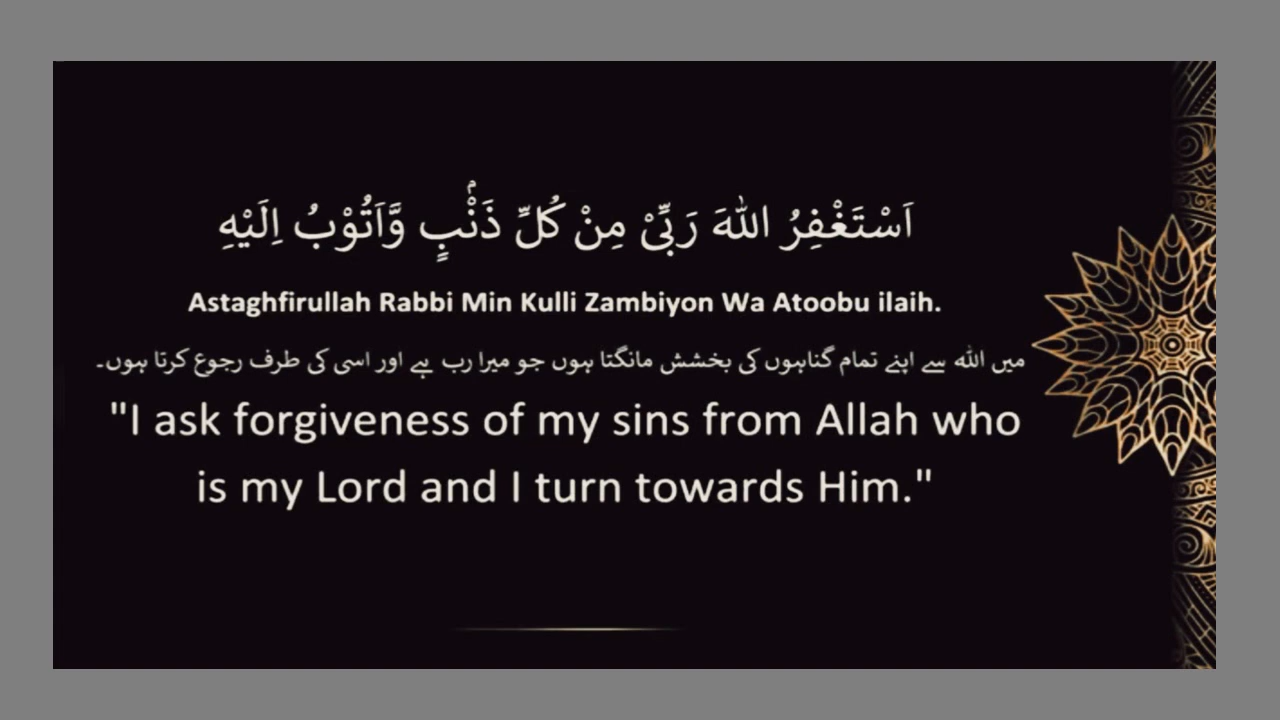 اَسْتَغْفِرُ اللهَ رَبِّىْ مِنْ كُلِّ ذَنْۢبٍ وَّاَتُوْبُ اِلَيْهِ
Astaghfirullah Rabbi Min Kulli Zambiyon Wa Atoobu ilaih.
میں اللہ سے اپنے تمام گناہوں کی بخشش مانگتا ہوں جو میرا رب ہے اور اسی کی طرف رجوع کرتا ہوں۔
"I ask forgiveness of my sins from Allah who
is my Lord and I turn towards Him."